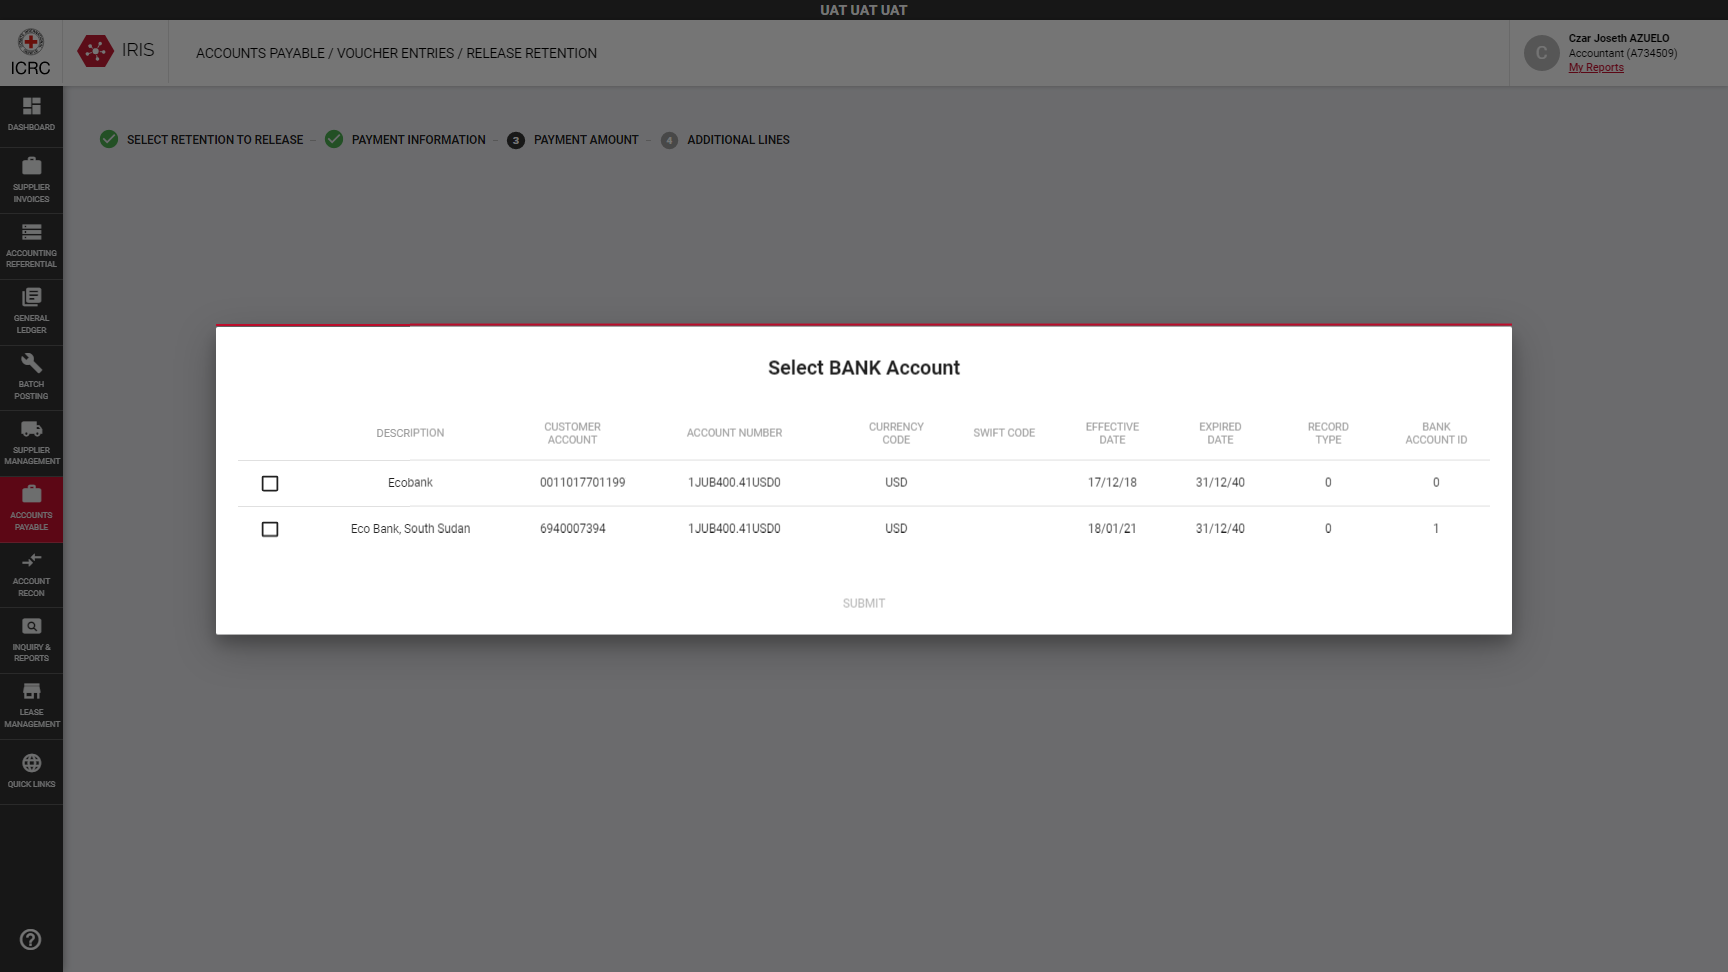 UAT UAT UAT
ICRC
IRIS
ACCOUNTS PAYABLE / VOUCHER ENTRIES / RELEASE RETENTION
C
Czar Joseth AZUELO
Accountant (A734509)
My Reports
DASHBOARD
SUPPLIER
INVOICES
ACCOUNTING
REFERENTIAL
GENERAL
LEDGER
BATCH
POSTING
SUPPLIER
MANAGEMENT
ACCOUNTS
PAYABLE
ACCOUNT
RECON
INQUIRY &
REPORTS
LEASE
MANAGEMENT
QUICK LINKS
SELECT RETENTION TO RELEASE – PAYMENT INFORMATION – 3 PAYMENT AMOUNT – 4 ADDITIONAL LINES
Select BANK Account
DESCRIPTION CUSTOMER ACCOUNT ACCOUNT NUMBER CURRENCY CODE SWIFT CODE EFFECTIVE DATE EXPIRED DATE RECORD TYPE BANK ACCOUNT ID
Ecobank 0011017701199 1JUB400.41USD0 USD 17/12/18 31/12/40 0 0
Eco Bank, South Sudan 6940007394 1JUB400.41USD0 USD 18/01/21 31/12/40 0 1
SUBMIT